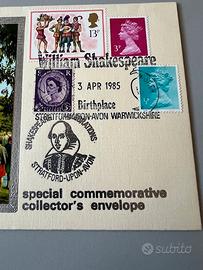 13P
3P
William Shakespeare
3 APR 1985
Birthplace
STRATFORD-UPON-AVON WARWICKSHIRE
STRATFORD-UPON-AVON
special commemorative
collector's envelope
subito